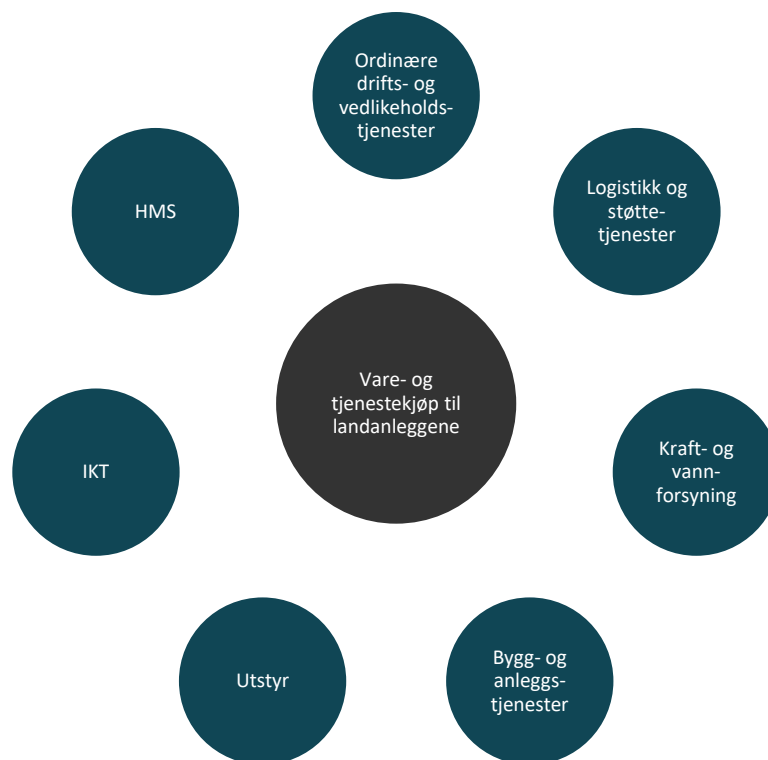 Ordinære
drifts- og
vedlikeholds-
tjenester
HMS
Logistikk og
støtte-
tjenester
Vare- og
tjenestekjøp til
landanleggene
IKT
Kraft- og
vann-
forsyning
Utstyr
Bygg- og
anleggs-
tjenester